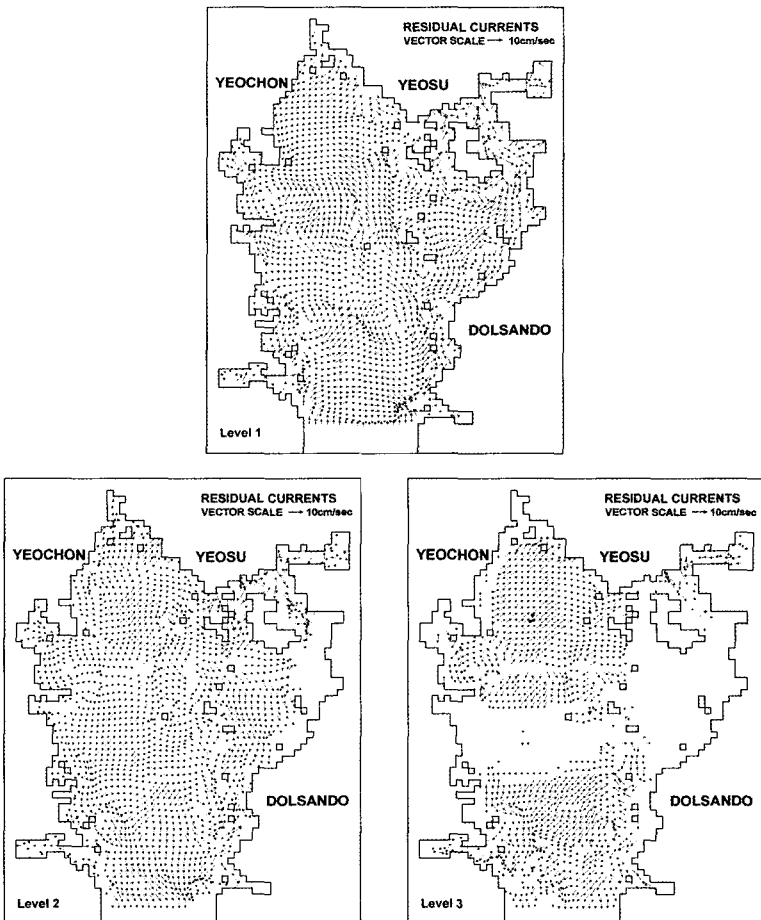 RESIDUAL CURRENTS
VECTOR SCALE → 10cm/sec
YEOCHON
YEOSU
DOLSANDO
Level 1
RESIDUAL CURRENTS
VECTOR SCALE → 10cm/sec
YEOCHON
YEOSU
DOLSANDO
Level 2
RESIDUAL CURRENTS
VECTOR SCALE → 10cm/sec
YEOCHON
YEOSU
DOLSANDO
Level 3